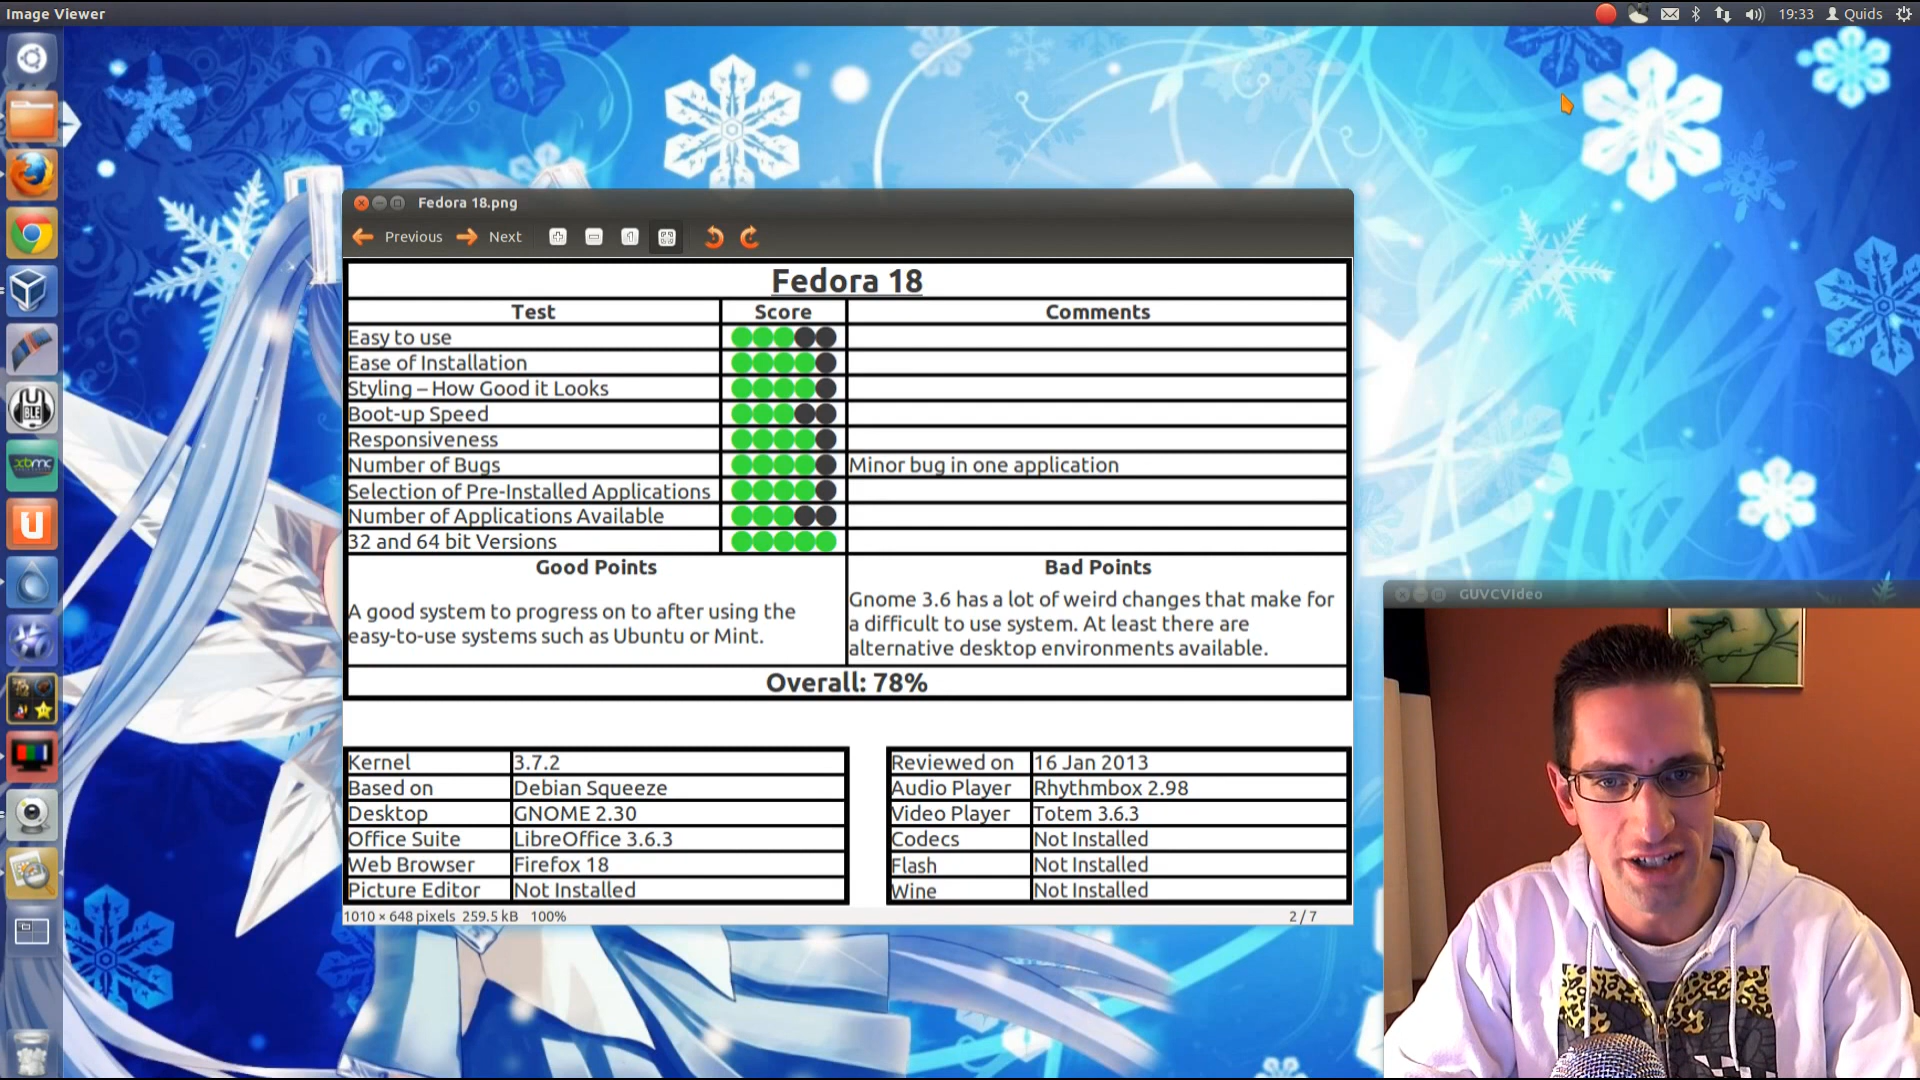 Image Viewer
19:33 Quids
Fedora 18.png
Previous Next
Fedora 18
Test Score Comments
Easy to use
Ease of Installation
Styling – How Good it Looks
Boot-up Speed
Responsiveness
Number of Bugs Minor bug in one application
Selection of Pre-Installed Applications
Number of Applications Available
32 and 64 bit Versions
Good Points
A good system to progress on to after using the
easy-to-use systems such as Ubuntu or Mint.
Bad Points
Gnome 3.6 has a lot of weird changes that make for
a difficult to use system. At least there are
alternative desktop environments available.
Overall: 78%
Kernel 3.7.2
Based on Debian Squeeze
Desktop GNOME 2.30
Office Suite LibreOffice 3.6.3
Web Browser Firefox 18
Picture Editor Not Installed
Reviewed on 16 Jan 2013
Audio Player Rhythmbox 2.98
Video Player Totem 3.6.3
Codecs Not Installed
Flash Not Installed
Wine Not Installed
1010 × 648 pixels 259.5 kB 100% 2 / 7
GUVCVideo
xbmc
U
BLE